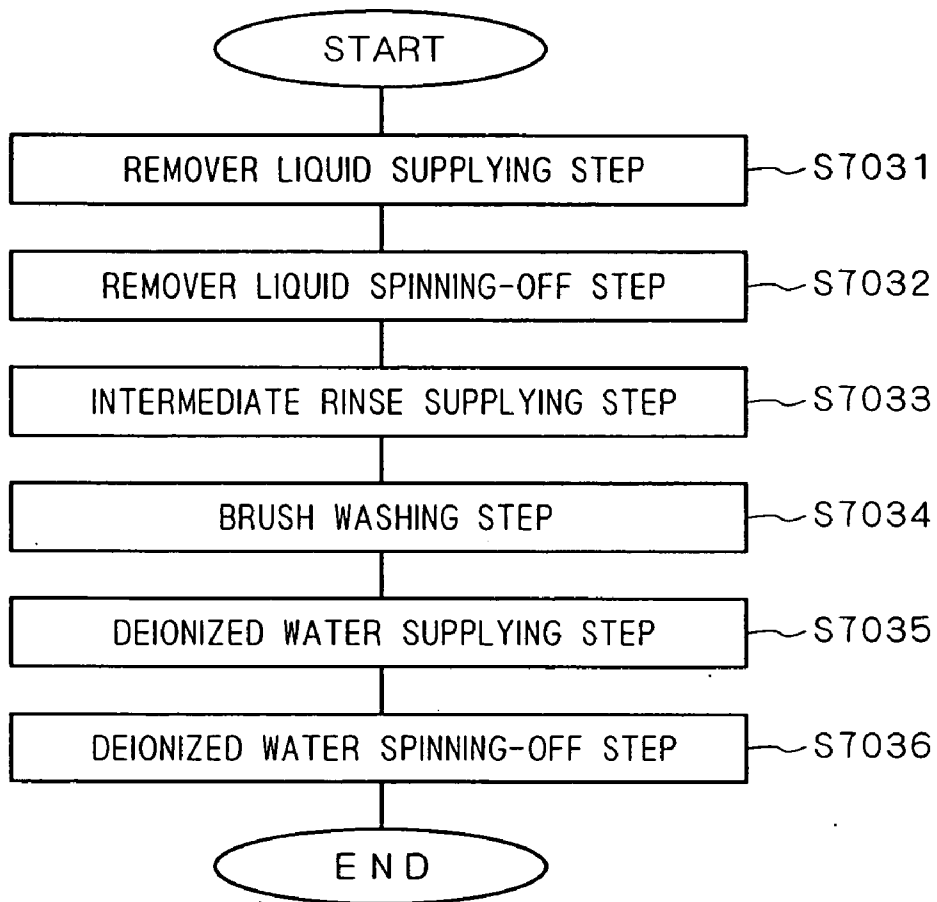 START
REMOVER LIQUID SUPPLYING STEP S7031
REMOVER LIQUID SPINNING-OFF STEP S7032
INTERMEDIATE RINSE SUPPLYING STEP S7033
BRUSH WASHING STEP S7034
DEIONIZED WATER SUPPLYING STEP S7035
DEIONIZED WATER SPINNING-OFF STEP S7036
END